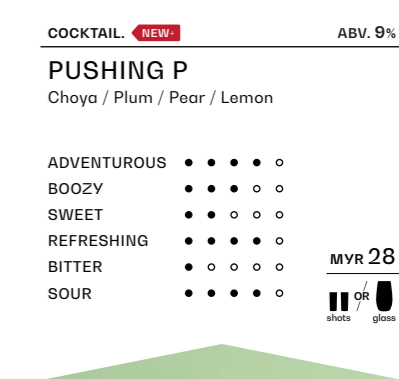 COCKTAIL. NEW+ ABV. 9%
PUSHING P
Choya / Plum / Pear / Lemon
ADVENTUROUS
BOOZY
SWEET
REFRESHING
BITTER
MYR 28
SOUR
OR
shots glass